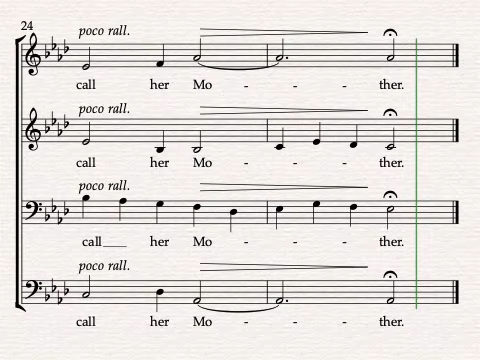 24
poco rall.
call her Mo - - - ther.
poco rall.
call her Mo - - - ther.
poco rall.
call___ her Mo - - - ther.
poco rall.
call her Mo - - - ther.